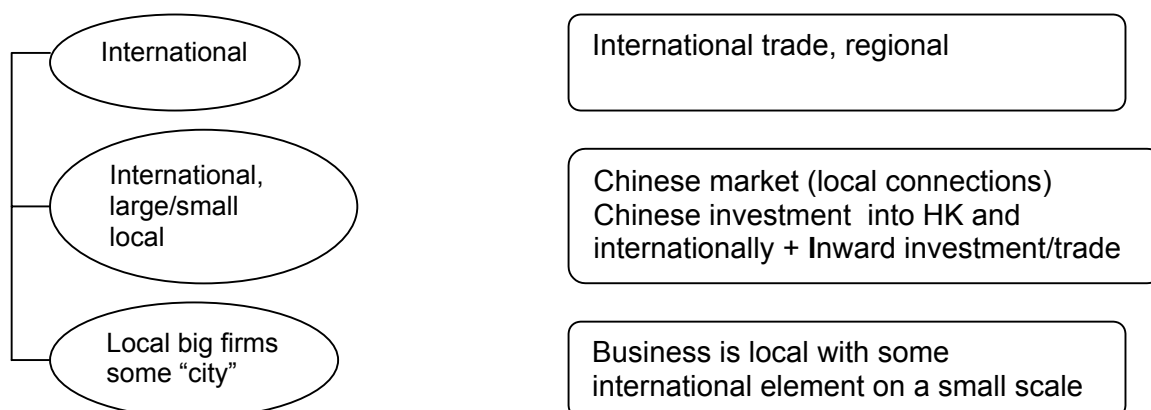 International
International trade, regional
International,
large/small
local
Chinese market (local connections)
Chinese investment  into HK and
internationally + Inward investment/trade
Local big firms
some “city”
Business is local with some
international element on a small scale